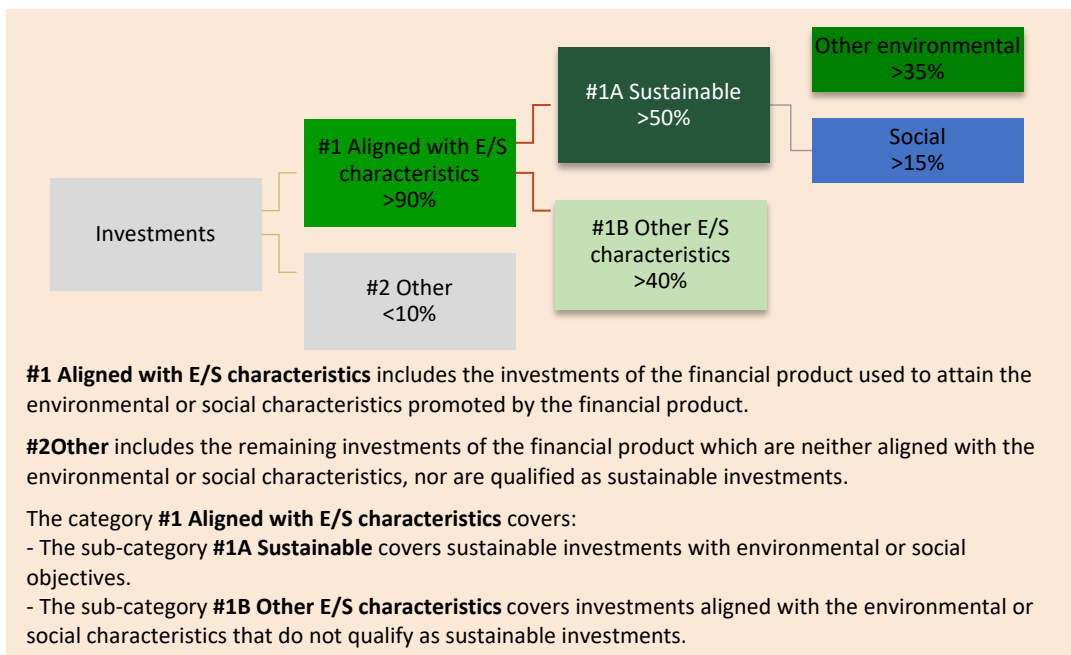 Other environmental
>35%
#1A Sustainable
>50%
Social
>15%
#1 Aligned with E/S
characteristics
>90%
Investments
#1B Other E/S
characteristics
>40%
#2 Other
<10%
#1 Aligned with E/S characteristics includes the investments of the financial product used to attain the
environmental or social characteristics promoted by the financial product.
#2Other includes the remaining investments of the financial product which are neither aligned with the
environmental or social characteristics, nor are qualified as sustainable investments.
The category #1 Aligned with E/S characteristics covers:
- The sub-category #1A Sustainable covers sustainable investments with environmental or social
objectives.
- The sub-category #1B Other E/S characteristics covers investments aligned with the environmental or
social characteristics that do not qualify as sustainable investments.